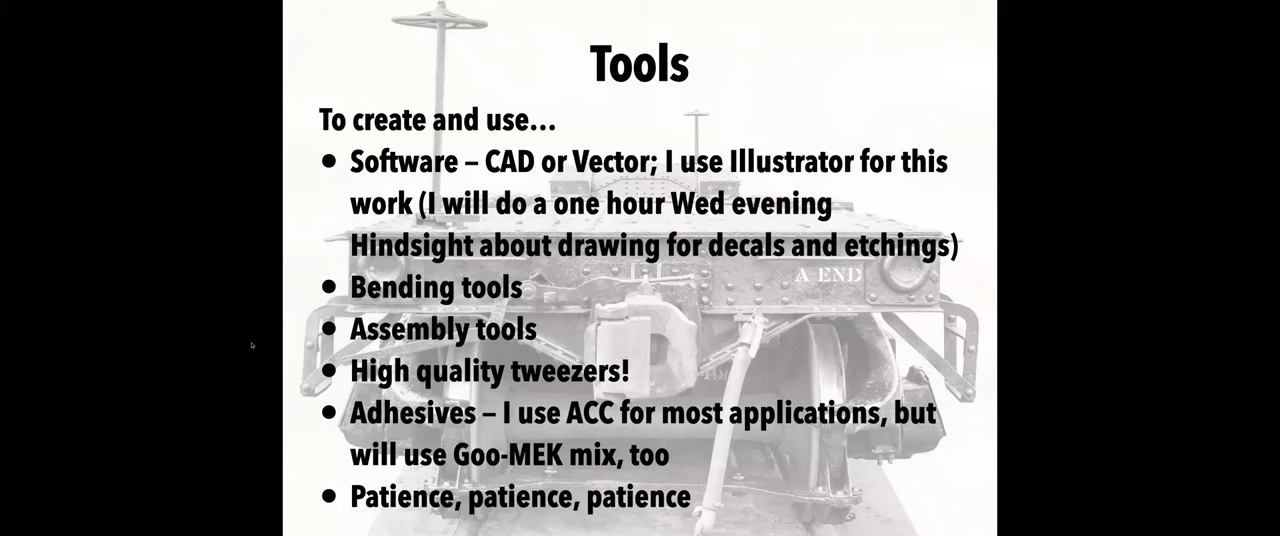 Tools
To create and use…
• Software – CAD or Vector; I use Illustrator for this
work (I will do a one hour Wed evening
Hindsight about drawing for decals and etchings)
• Bending tools
• Assembly tools
• High quality tweezers!
• Adhesives – I use ACC for most applications, but
will use Goo-MEK mix, too
• Patience, patience, patience
A END